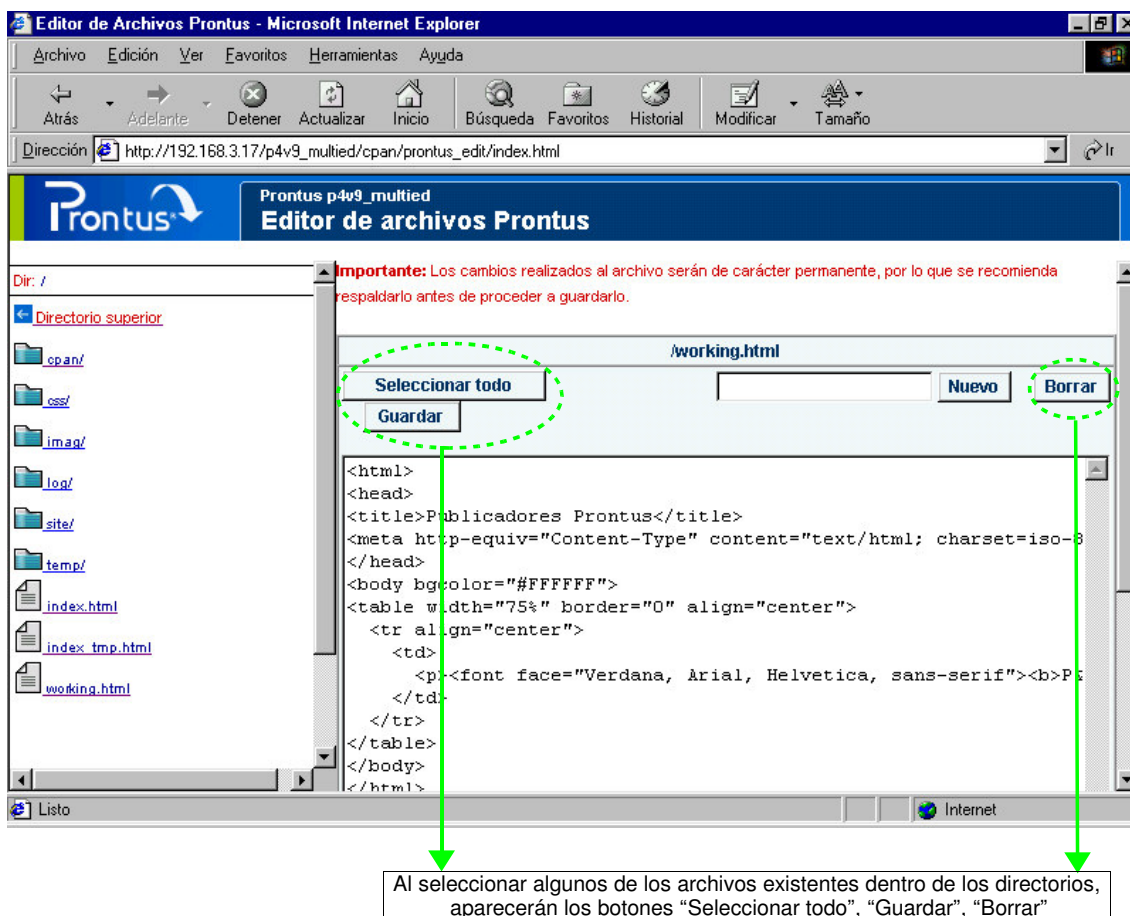 Editor de Archivos Prontus - Microsoft Internet Explorer
Archivo Edición Ver Favoritos Herramientas Ayuda
Atrás Adelante Detener Actualizar Inicio Búsqueda Favoritos Historial Modificar Tamaño
Dirección http://192.168.3.17/p4v9_multied/cpan/prontus_edit/index.html Ir
Prontus
Prontus p4v9_multied
Editor de archivos Prontus
Dir: /
Directorio superior
cpan/
css/
imag/
log/
site/
temp/
index.html
index_tmp.html
working.html
Importante: Los cambios realizados al archivo serán de carácter permanente, por lo que se recomienda
respaldarlo antes de proceder a guardarlo.
/working.html
Seleccionar todo Nuevo Borrar
Guardar
<html>
<head>
<title>Publicadores Prontus</title>
<meta http-equiv="Content-Type" content="text/html; charset=iso-8
</head>
<body bgcolor="#FFFFFF">
<table width="75%" border="0" align="center">
<tr align="center">
<td>
<p><font face="Verdana, Arial, Helvetica, sans-serif"><b>P&
</td>
</tr>
</table>
</body>
</html>
Listo Internet
Al seleccionar algunos de los archivos existentes dentro de los directorios,
aparecerán los botones “Seleccionar todo”, “Guardar”, “Borrar”